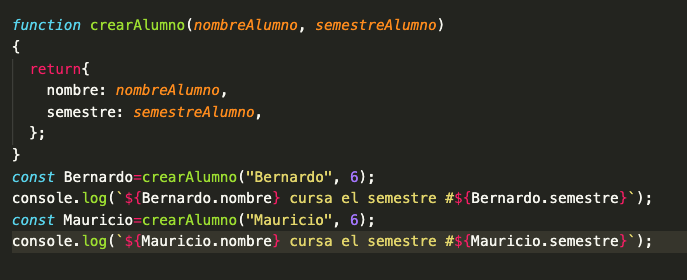 function crearAlumno(nombreAlumno, semestreAlumno)
{
  return{
    nombre: nombreAlumno,
    semestre: semestreAlumno,
  };
}
const Bernardo=crearAlumno("Bernardo", 6);
console.log(`${Bernardo.nombre} cursa el semestre #${Bernardo.semestre}`);
const Mauricio=crearAlumno("Mauricio", 6);
console.log(`${Mauricio.nombre} cursa el semestre #${Mauricio.semestre}`);